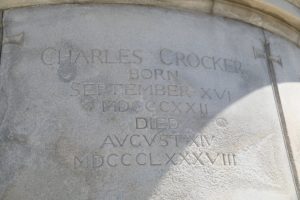 CHARLES CROCKER
BORN
SEPTEMBER XVI
MDCCCXXII
DIED
AVGVST XIV
MDCCCLXXXVIII